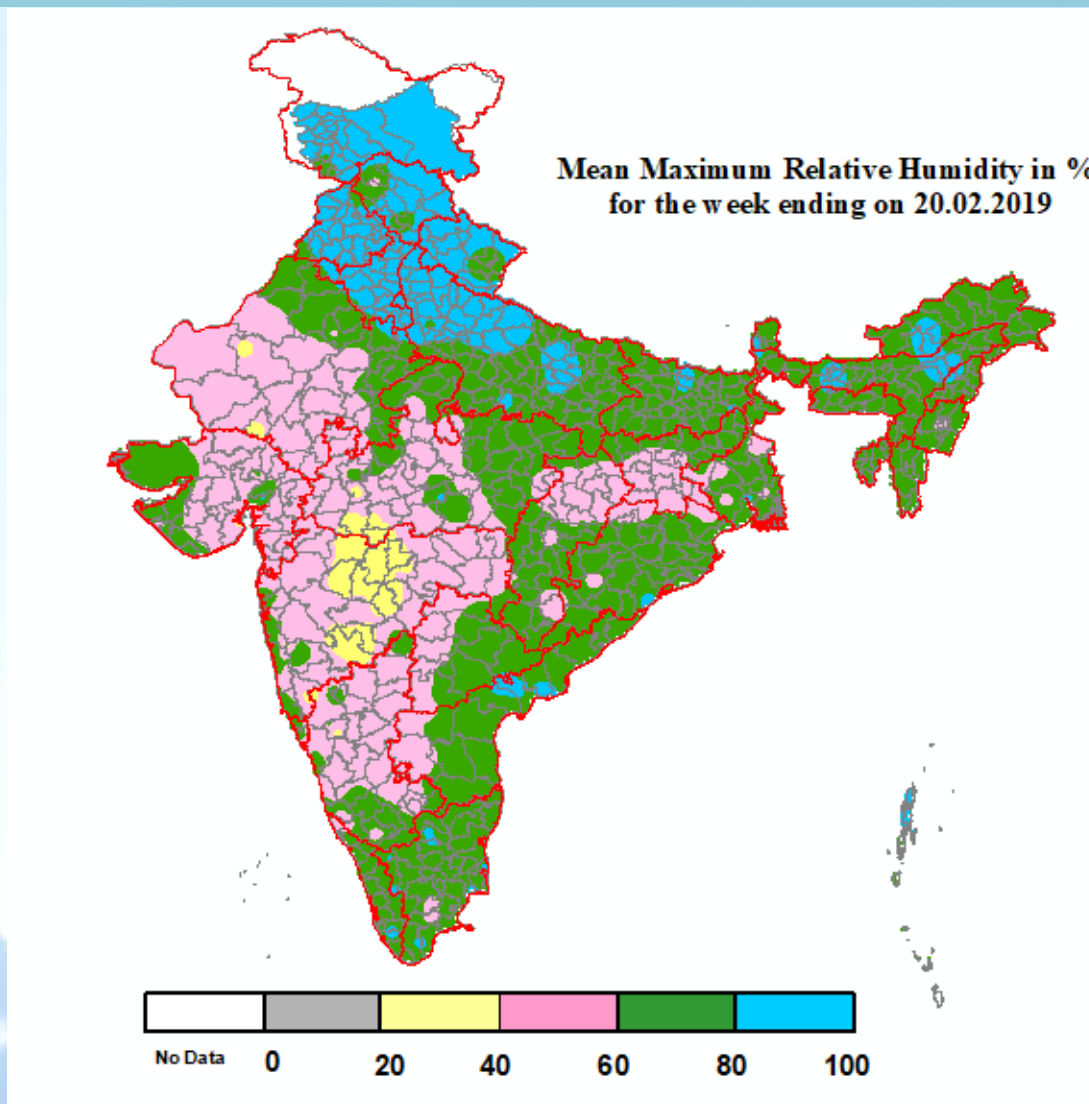 Mean Maximum Relative Humidity in %
for the week ending on 20.02.2019
No Data 0 20 40 60 80 100